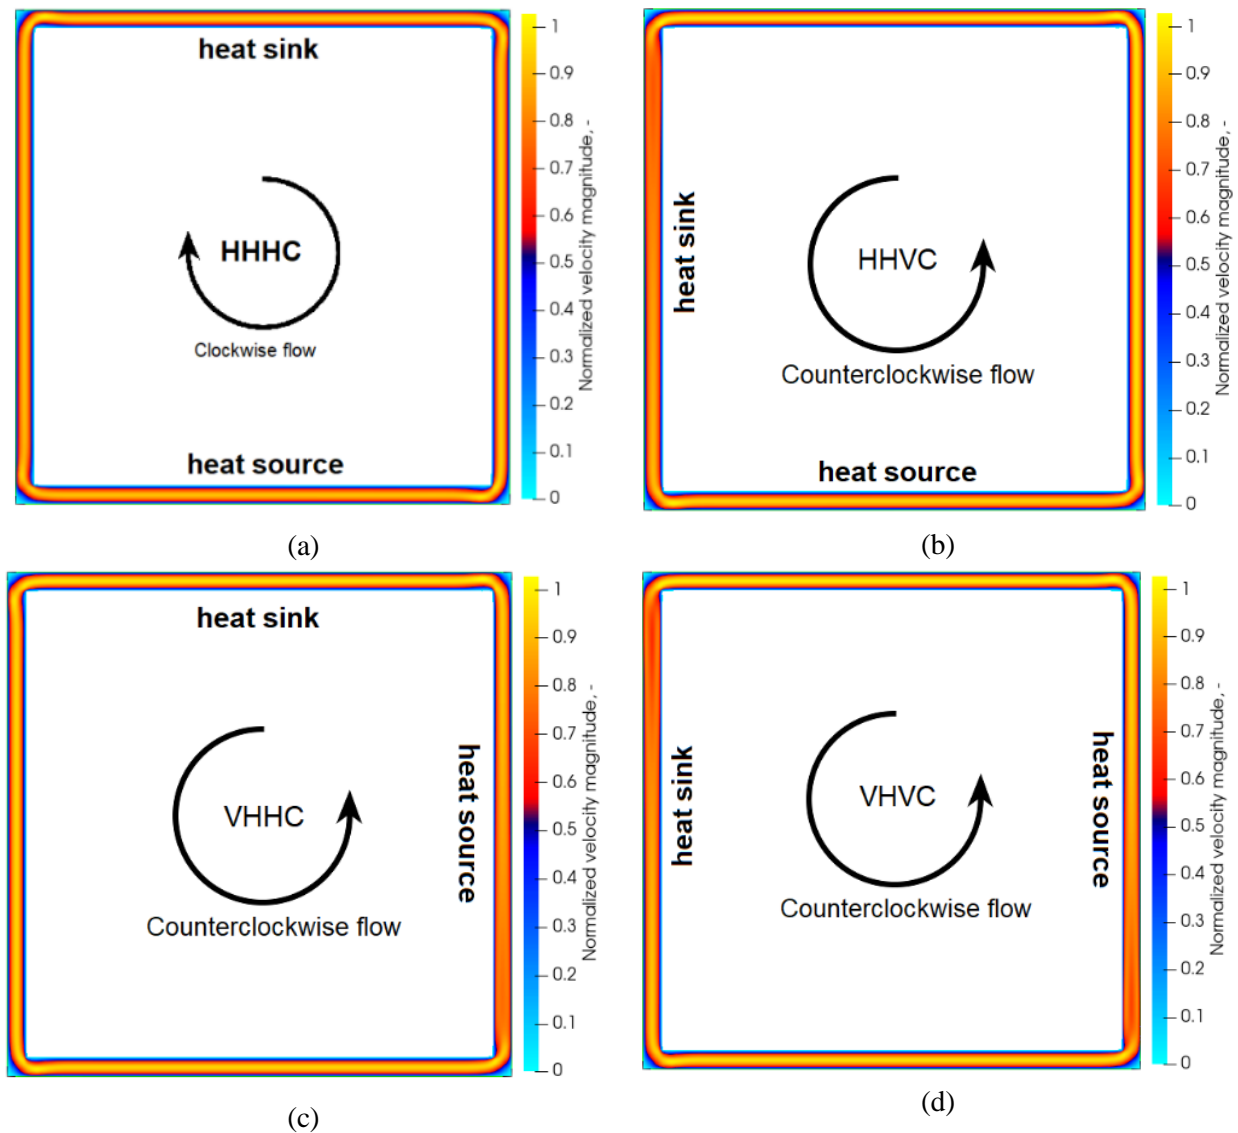 heat sink
HHHC
Clockwise flow
heat source
1
0.9
0.8
0.7
0.6
0.5
0.4
0.3
0.2
0.1
0
Normalized velocity magnitude, -
(a)
heat sink
HHVC
Counterclockwise flow
heat source
1
0.9
0.8
0.7
0.6
0.5
0.4
0.3
0.2
0.1
0
Normalized velocity magnitude, -
(b)
heat sink
VHHC
Counterclockwise flow
heat source
1
0.9
0.8
0.7
0.6
0.5
0.4
0.3
0.2
0.1
0
Normalized velocity magnitude, -
(c)
heat sink
VHVC
Counterclockwise flow
heat source
1
0.9
0.8
0.7
0.6
0.5
0.4
0.3
0.2
0.1
0
Normalized velocity magnitude, -
(d)